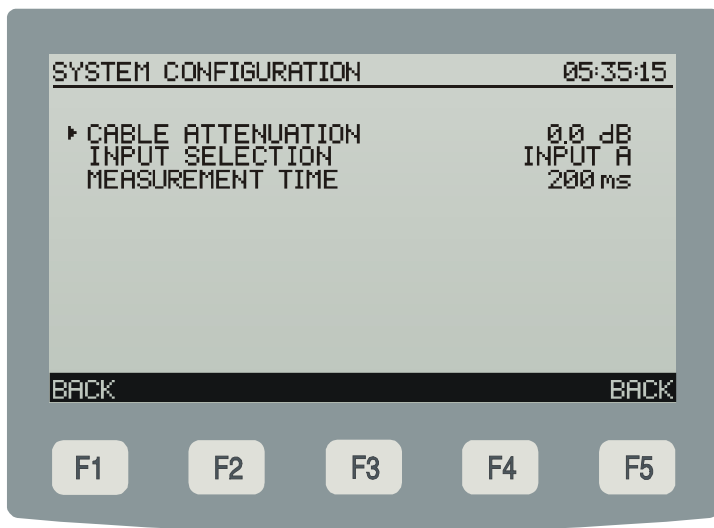 SYSTEM CONFIGURATION 05:35:15
CABLE ATTENUATION 0.0 dB
INPUT SELECTION INPUT A
MEASUREMENT TIME 200 ms
BACK BACK
F1 F2 F3 F4 F5